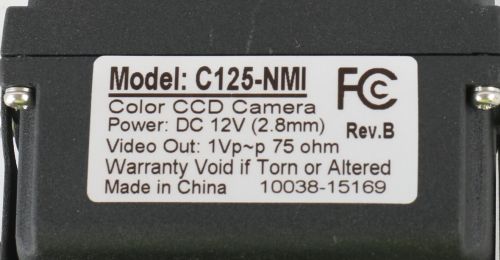 Model: C125-NMI
FC
Color CCD Camera
Power: DC 12V (2.8mm)
Rev.B
Video Out: 1Vp~p 75 ohm
Warranty Void if Torn or Altered
Made in China 10038-15169